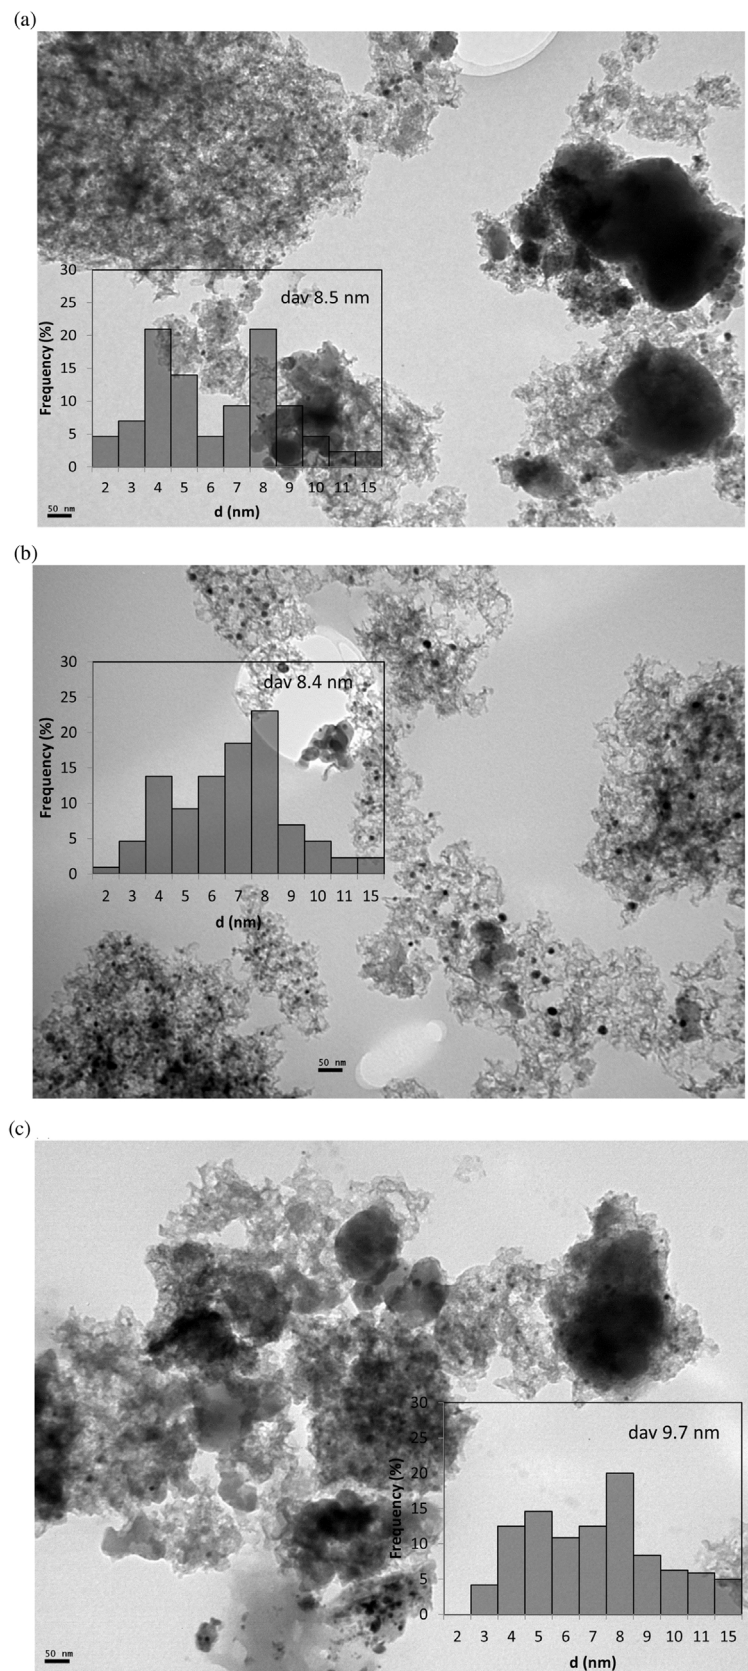 (a)
30
dav 8.5 nm
25
20
15
10
5
0
Frequency (%)
2 3 4 5 6 7 8 9 10 11 15
d (nm)
50 nm
(b)
30
dav 8.4 nm
25
20
15
10
5
0
Frequency (%)
2 3 4 5 6 7 8 9 10 11 15
d (nm)
50 nm
(c)
30
dav 9.7 nm
25
20
15
10
5
0
Frequency (%)
2 3 4 5 6 7 8 9 10 11 15
d (nm)
50 nm